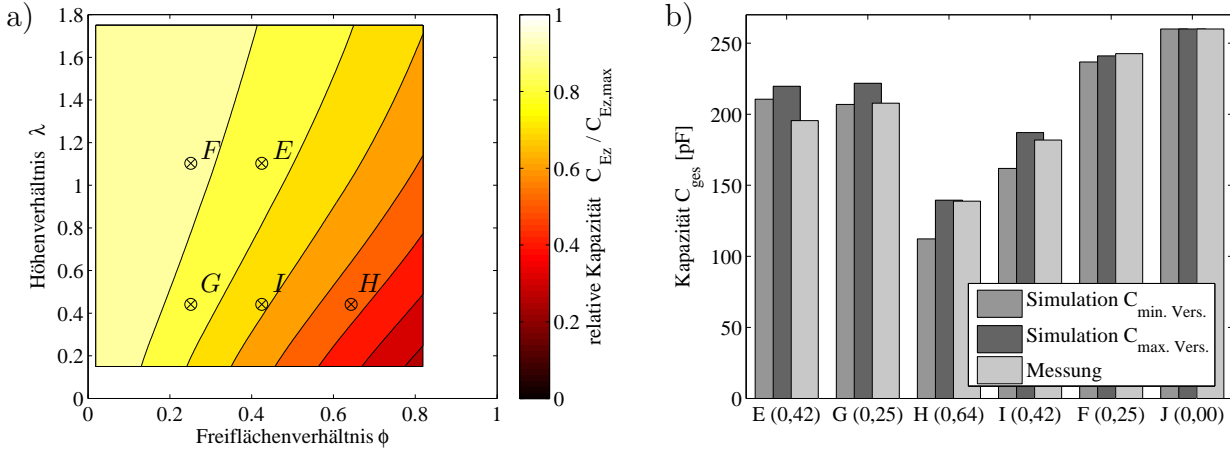 a)
1.8
1.6
1.4
1.2
1
0.8
0.6
0.4
0.2
0
Höhenverhältnis λ
0
0.2
0.4
0.6
0.8
1
Freiflächenverhältnis ϕ
F
E
G
I
H
1
0.8
0.6
0.4
0.2
0
relative Kapazität C_Ez / C_Ez,max
b)
250
200
150
100
50
0
Kapazität C_ges [pF]
Simulation C_min. Vers.
Simulation C_max. Vers.
Messung
E (0,42) G (0,25) H (0,64) I (0,42) F (0,25) J (0,00)